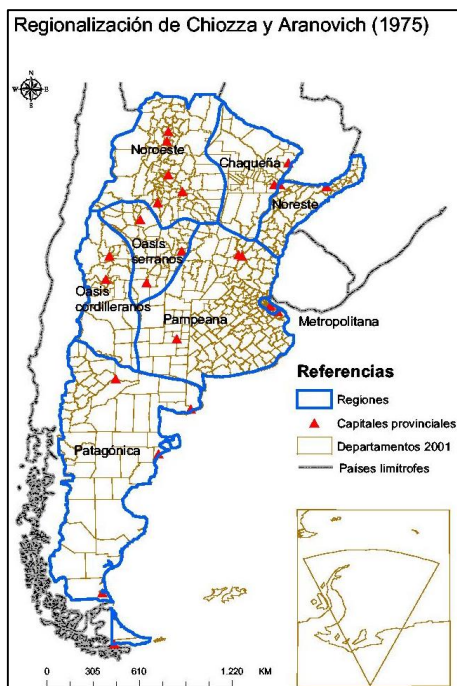 Regionalización de Chiozza y Aranovich (1975)
N
W E
S
Noroeste
Chaqueña
Noreste
Oasis
serranos
Oasis
cordilleranos
Pampeana
Metropolitana
Patagónica
Referencias
Regiones
Capitales provinciales
Departamentos 2001
Países limítrofes
0 305 610 1.220 KM